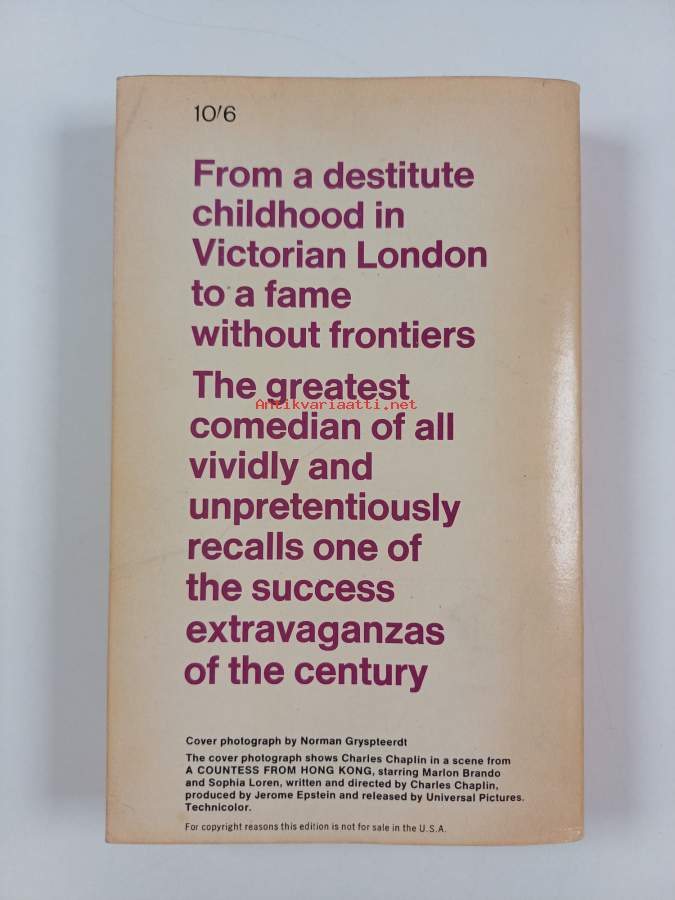 10/6
From a destitute
childhood in
Victorian London
to a fame
without frontiers
The greatest
Antikvariaatti.net
comedian of all
vividly and
unpretentiously
recalls one of
the success
extravaganzas
of the century
Cover photograph by Norman Gryspteerdt
The cover photograph shows Charles Chaplin in a scene from
A COUNTESS FROM HONG KONG, starring Marlon Brando
and Sophia Loren, written and directed by Charles Chaplin,
produced by Jerome Epstein and released by Universal Pictures.
Technicolor.
For copyright reasons this edition is not for sale in the U.S.A.